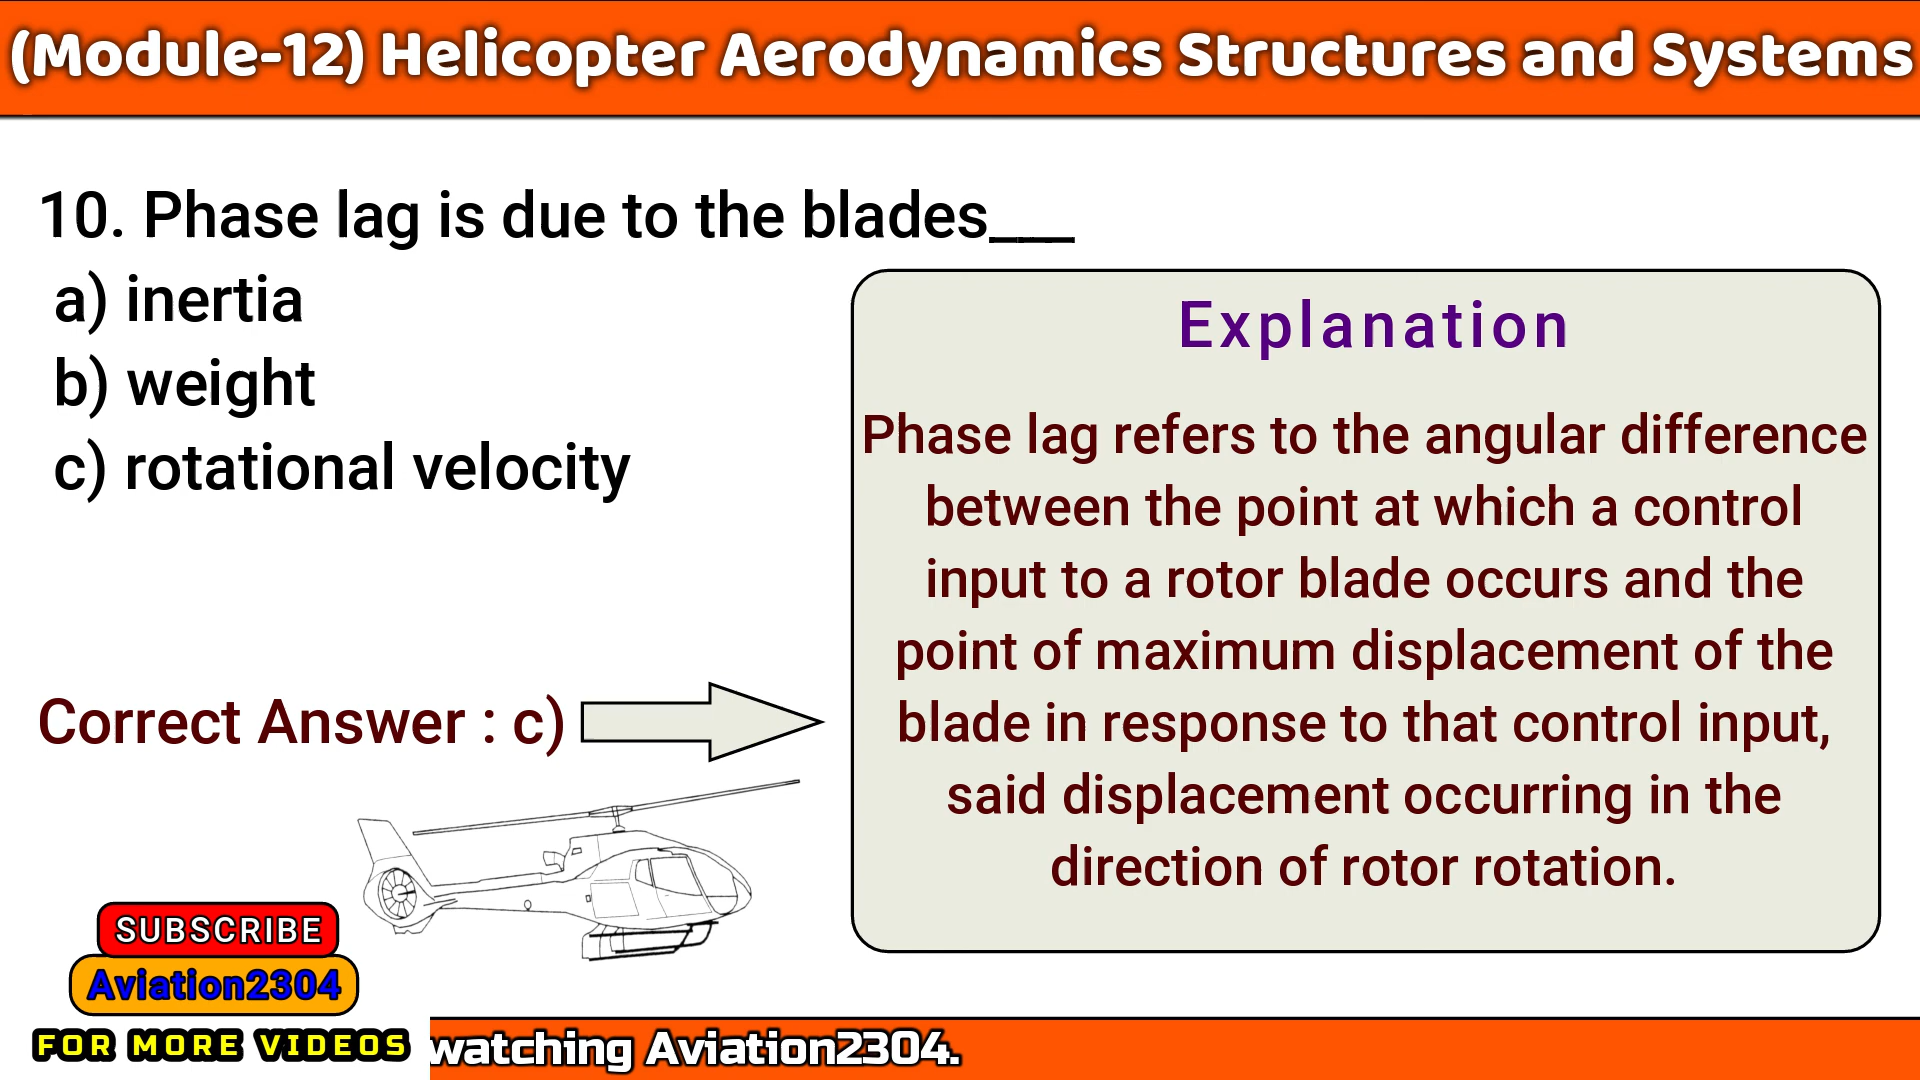 (Module-12) Helicopter Aerodynamics Structures and Systems
10. Phase lag is due to the blades___
a) inertia
b) weight
c) rotational velocity
Correct Answer : c)
Explanation
Phase lag refers to the angular difference
between the point at which a control
input to a rotor blade occurs and the
point of maximum displacement of the
blade in response to that control input,
said displacement occurring in the
direction of rotor rotation.
SUBSCRIBE
Aviation2304
FOR MORE VIDEOS
watching Aviation2304.